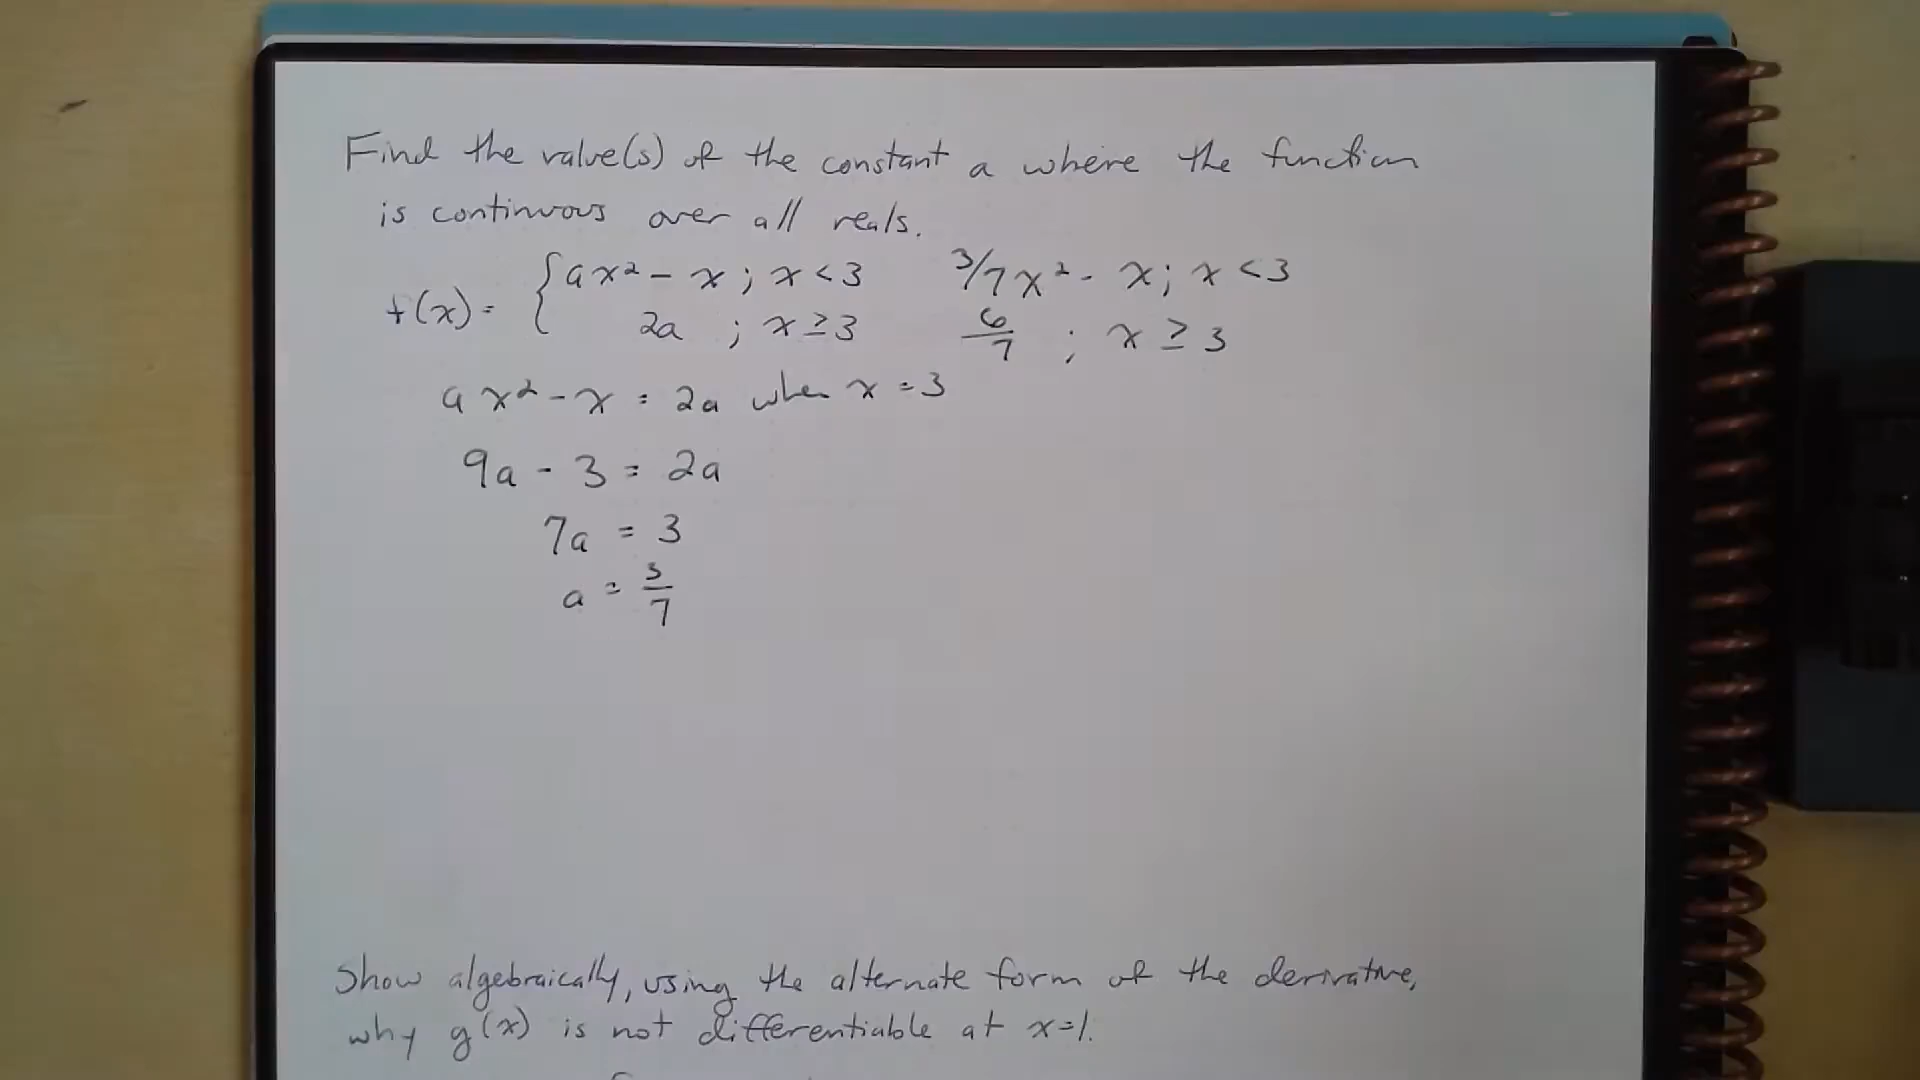 Find the value(s) of the constant a where the function
is continuous over all reals.
f(x) = { ax² - x ; x < 3    3/7 x² - x ; x < 3
2a ; x ≥ 3    6/7 ; x ≥ 3
ax² - x = 2a when x = 3
9a - 3 = 2a
7a = 3
a = 3/7
Show algebraically, using the alternate form of the derivative,
why g(x) is not differentiable at x=1.